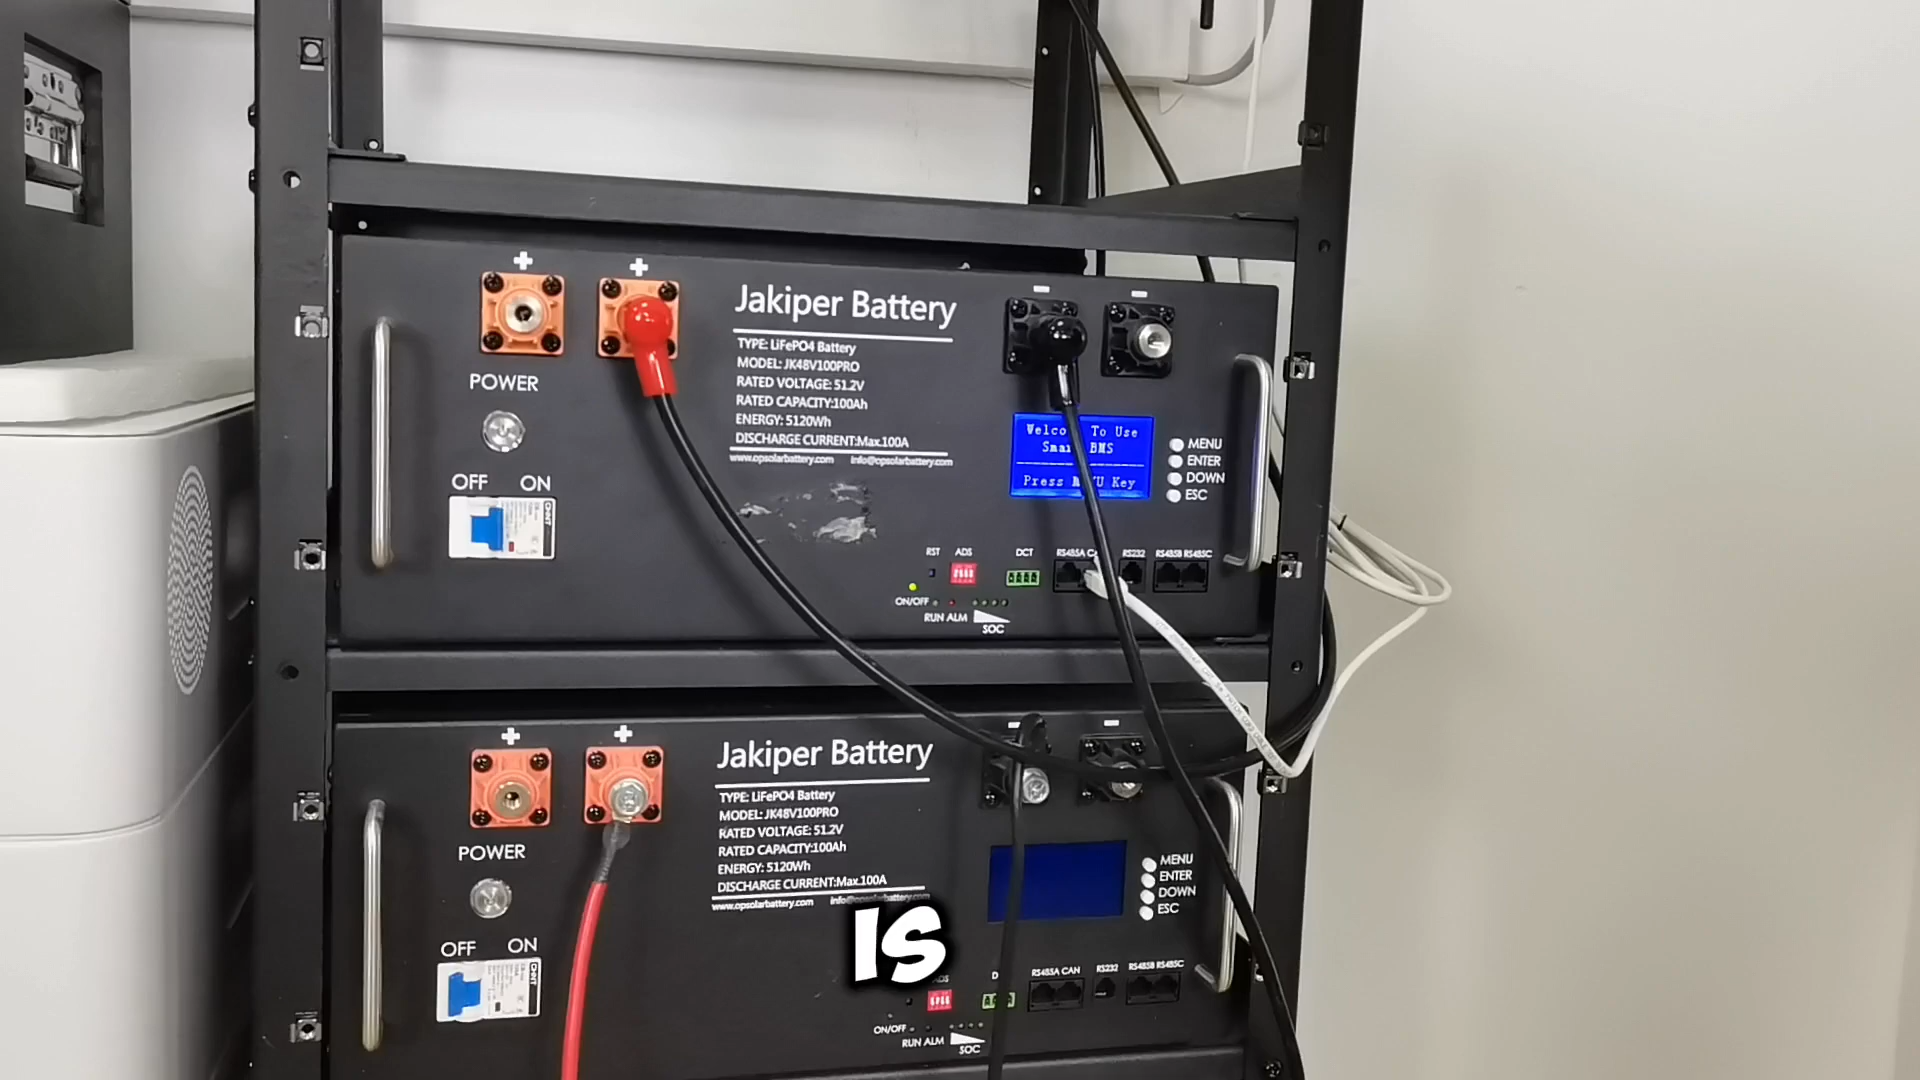 + +
Jakiper Battery
TYPE: LiFePO4 Battery
MODEL: JK48V100PRO
RATED VOLTAGE: 51.2V
RATED CAPACITY:100Ah
ENERGY: 5120Wh
DISCHARGE CURRENT:Max.100A
www.opsolarbattery.com info@opsolarbattery.com
POWER
OFF ON
CHNT
To Use
Press Key
MENU
ENTER
DOWN
ESC
RST ADS DCT RS485A RS232 RS485B RS485C
ON/OFF
RUN ALM
SOC
+ +
Jakiper Battery
TYPE: LiFePO4 Battery
MODEL: JK48V100PRO
RATED VOLTAGE: 51.2V
RATED CAPACITY:100Ah
ENERGY: 5120Wh
DISCHARGE CURRENT:Max.100A
www.opsolarbattery.com
POWER
OFF ON
CHNT
MENU
ENTER
DOWN
ESC
IS
RS485A CAN RS232 RS485B RS485C
ON/OFF
RUN ALM
SOC